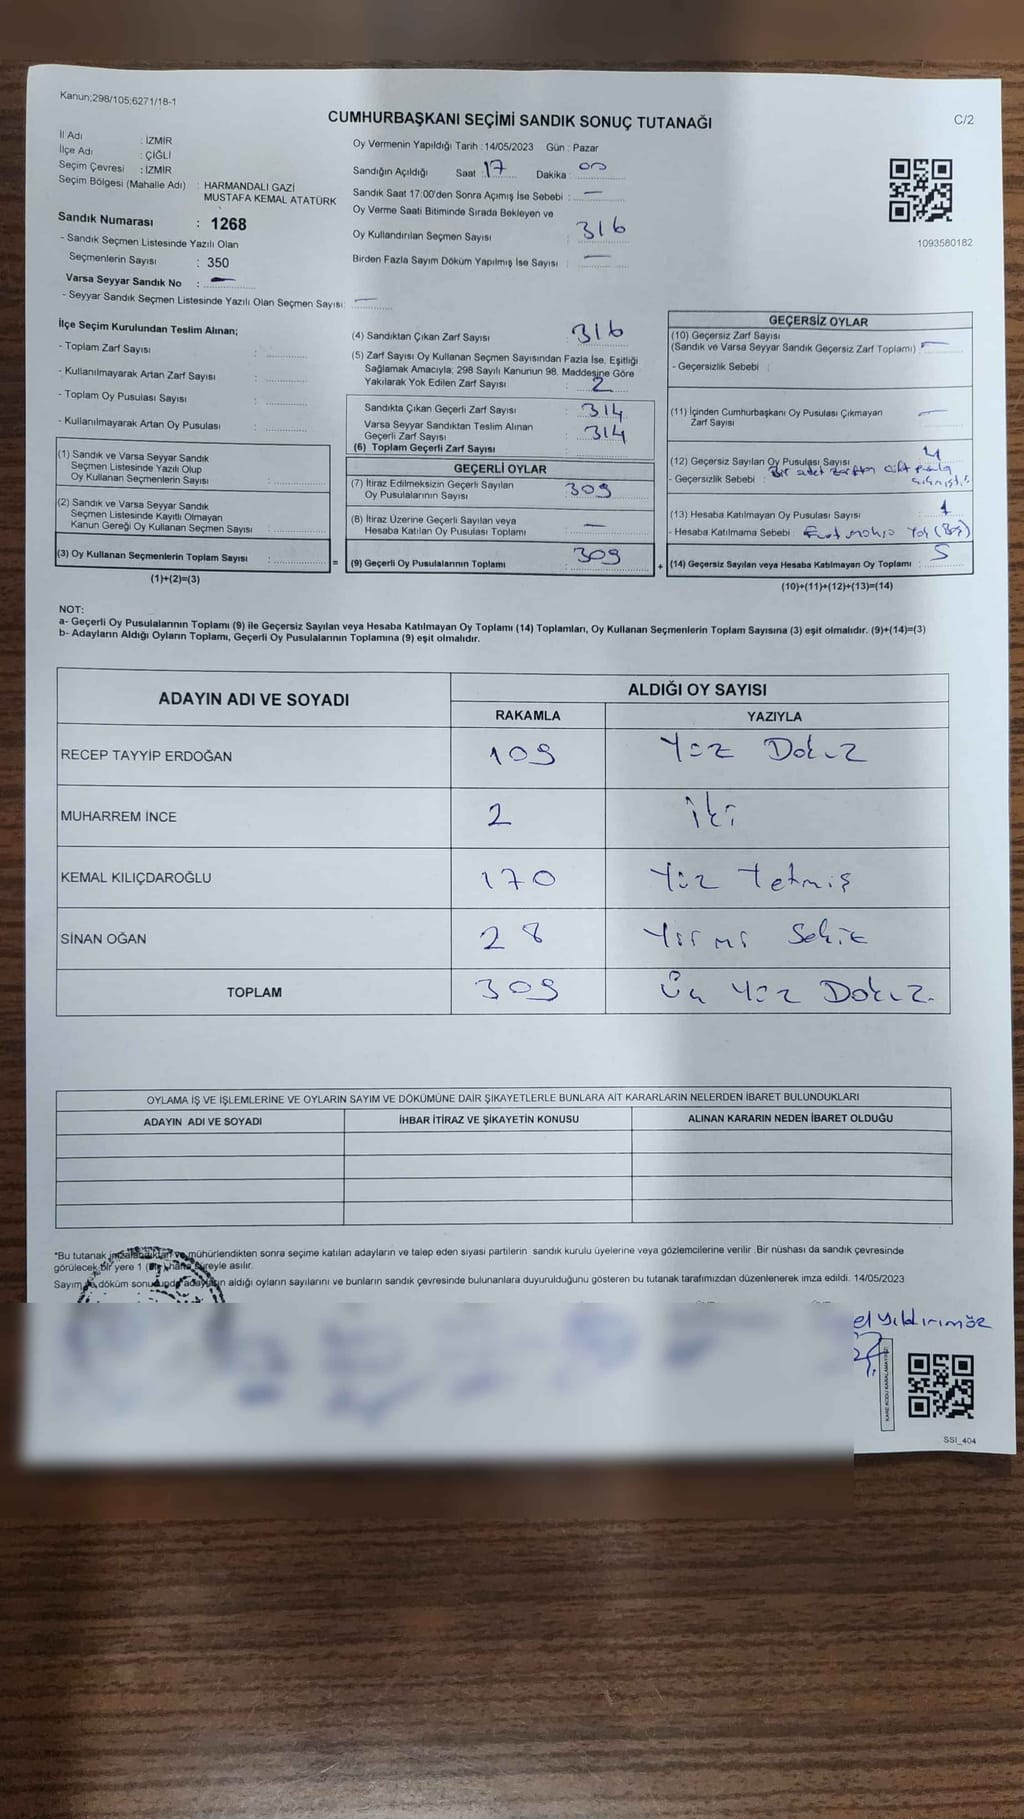 Kanun;298/105;6271/18-1
CUMHURBAŞKANI SEÇİMİ SANDIK SONUÇ TUTANAĞI
C/2
İl Adı : İZMİR
İlçe Adı : ÇİĞLİ
Seçim Çevresi : İZMİR
Seçim Bölgesi (Mahalle Adı) : HARMANDALI GAZİ
MUSTAFA KEMAL ATATÜRK
Sandık Numarası : 1268
- Sandık Seçmen Listesinde Yazılı Olan
Seçmenlerin Sayısı : 350
Varsa Seyyar Sandık No : —
- Seyyar Sandık Seçmen Listesinde Yazılı Olan Seçmen Sayısı: —
Oy Vermenin Yapıldığı Tarih : 14/05/2023 Gün : Pazar
Sandığın Açıldığı Saat : 17 Dakika : 00
Sandık Saat 17:00'den Sonra Açımış İse Sebebi : —
Oy Verme Saati Bitiminde Sırada Bekleyen ve
Oy Kullandırılan Seçmen Sayısı : 316
Birden Fazla Sayım Döküm Yapılmış İse Sayısı : —
1093580182
İlçe Seçim Kurulundan Teslim Alınan;
- Toplam Zarf Sayısı :
- Kullanılmayarak Artan Zarf Sayısı :
- Toplam Oy Pusulası Sayısı :
- Kullanılmayarak Artan Oy Pusulası :
(1) Sandık ve Varsa Seyyar Sandık
Seçmen Listesinde Yazılı Olup
Oy Kullanan Seçmenlerin Sayısı :
(2) Sandık ve Varsa Seyyar Sandık
Seçmen Listesinde Kayıtlı Olmayan
Kanun Gereği Oy Kullanan Seçmen Sayısı :
(3) Oy Kullanan Seçmenlerin Toplam Sayısı :
(1)+(2)=(3)
(4) Sandıktan Çıkan Zarf Sayısı : 316
(5) Zarf Sayısı Oy Kullanan Seçmen Sayısından Fazla İse, Eşitliği
Sağlamak Amacıyla; 298 Sayılı Kanunun 98. Maddesine Göre
Yakılarak Yok Edilen Zarf Sayısı : 2
Sandıkta Çıkan Geçerli Zarf Sayısı : 314
Varsa Seyyar Sandıktan Teslim Alınan
Geçerli Zarf Sayısı : 314
(6) Toplam Geçerli Zarf Sayısı
GEÇERLİ OYLAR
(7) İtiraz Edilmeksizin Geçerli Sayılan
Oy Pusulalarının Sayısı : 309
(8) İtiraz Üzerine Geçerli Sayılan veya
Hesaba Katılan Oy Pusulası Toplamı : —
= (9) Geçerli Oy Pusulalarının Toplamı : 309
GEÇERSİZ OYLAR
(10) Geçersiz Zarf Sayısı
(Sandık ve Varsa Seyyar Sandık Geçersiz Zarf Toplamı) : —
- Geçersizlik Sebebi :
(11) İçinden Cumhurbaşkanı Oy Pusulası Çıkmayan
Zarf Sayısı : —
(12) Geçersiz Sayılan Oy Pusulası Sayısı : 4
- Geçersizlik Sebebi : Bir adet zarftan çift pusula
çıkmıştır
(13) Hesaba Katılmayan Oy Pusulası Sayısı : 1
- Hesaba Katılmama Sebebi : Evet mührü Yok (Boş)
+ (14) Geçersiz Sayılan veya Hesaba Katılmayan Oy Toplamı : 5
(10)+(11)+(12)+(13)=(14)
NOT:
a- Geçerli Oy Pusulalarının Toplamı (9) ile Geçersiz Sayılan veya Hesaba Katılmayan Oy Toplamı (14) Toplamları, Oy Kullanan Seçmenlerin Toplam Sayısına (3) eşit olmalıdır. (9)+(14)=(3)
b- Adayların Aldığı Oyların Toplamı, Geçerli Oy Pusulalarının Toplamına (9) eşit olmalıdır.
ADAYIN ADI VE SOYADI ALDIĞI OY SAYISI
RAKAMLA YAZIYLA
RECEP TAYYİP ERDOĞAN 109 Yüz Dokuz
MUHARREM İNCE 2 İki
KEMAL KILIÇDAROĞLU 170 Yüz Yetmiş
SİNAN OĞAN 28 Yirmi Sekiz
TOPLAM 309 Üç Yüz Dokuz.
OYLAMA İŞ VE İŞLEMLERİNE VE OYLARIN SAYIM VE DÖKÜMÜNE DAİR ŞİKAYETLERLE BUNLARA AİT KARARLARIN NELERDEN İBARET BULUNDUKLARI
ADAYIN ADI VE SOYADI İHBAR İTİRAZ VE ŞİKAYETİN KONUSU ALINAN KARARIN NEDEN İBARET OLDUĞU
*Bu tutanak imzalandıktan ve mühürlendikten sonra seçime katılan adayların ve talep eden siyasi partilerin sandık kurulu üyelerine veya gözlemcilerine verilir .Bir nüshası da sandık çevresinde
görülecek bir yere 1 (Bir) hafta süreyle asılır.
Sayım ve döküm sonucunda adayların aldığı oyların sayılarını ve bunların sandık çevresinde bulunanlara duyurulduğunu gösteren bu tutanak tarafımızdan düzenlenerek imza edildi. 14/05/2023
el yıldırımöz
KARE KODU KARALAMAYINIZ!
SSI_404